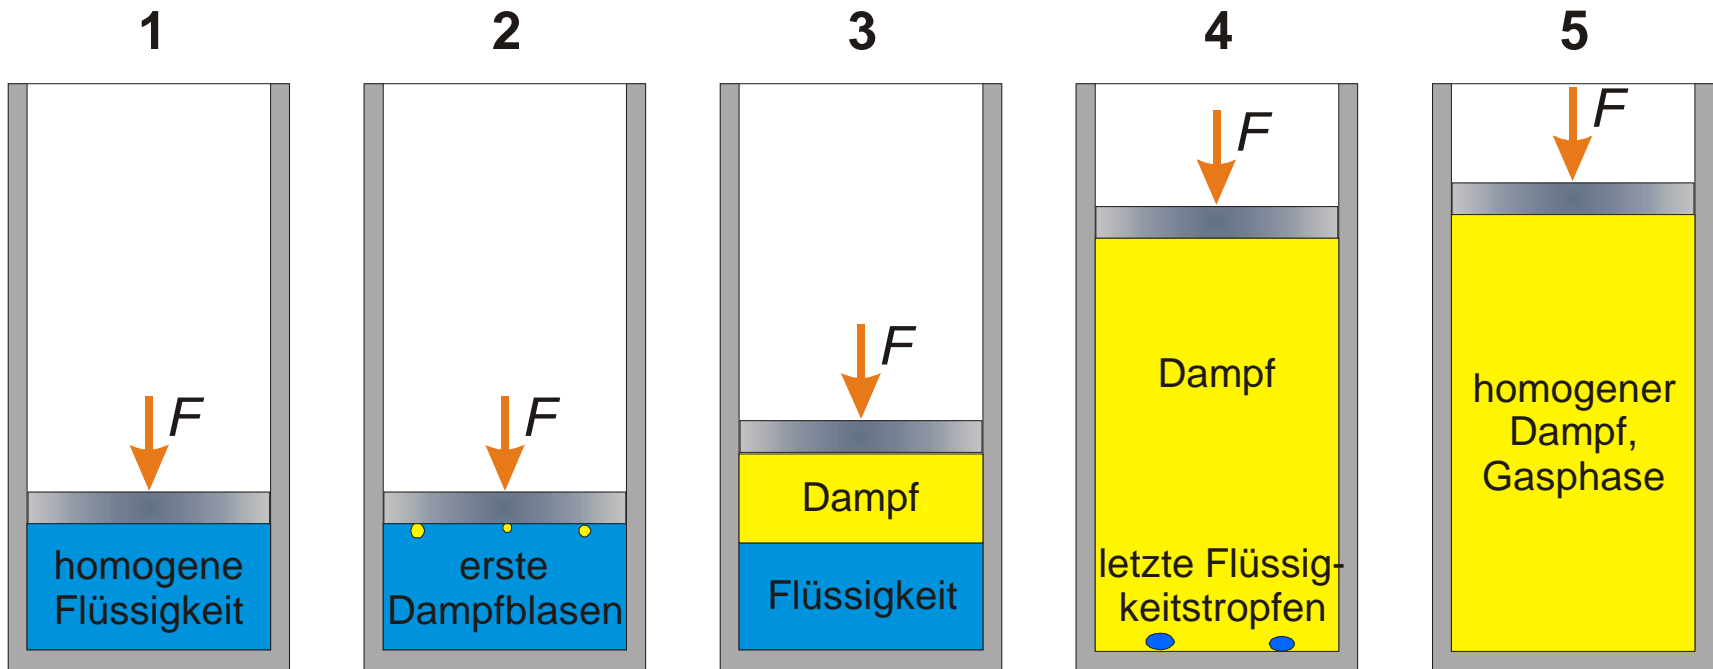 1
2
3
4
5
F
homogene
Flüssigkeit
F
erste
Dampfblasen
F
Dampf
Flüssigkeit
F
Dampf
letzte Flüssig-
keitstropfen
F
homogener
Dampf,
Gasphase